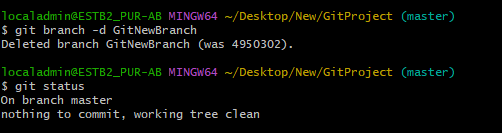 localadmin@ESTB2_PUR-AB MINGW64 ~/Desktop/New/GitProject (master)
$ git branch -d GitNewBranch
Deleted branch GitNewBranch (was 4950302).
localadmin@ESTB2_PUR-AB MINGW64 ~/Desktop/New/GitProject (master)
$ git status
On branch master
nothing to commit, working tree clean